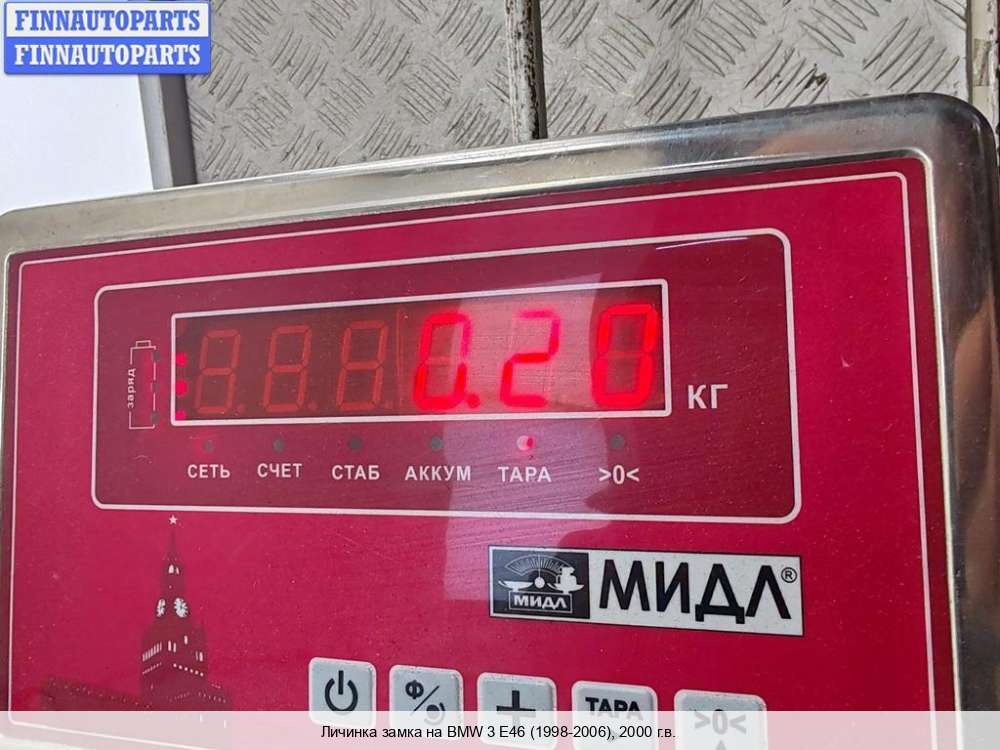 FINNAUTOPARTS
FINNAUTOPARTS
заряд
0.20
КГ
СЕТЬ СЧЕТ СТАБ АККУМ ТАРА >0<
МИДЛ МИДЛ®
Ф
ТАРА
>0<
Личинка замка на BMW 3 E46 (1998-2006), 2000 г.в.